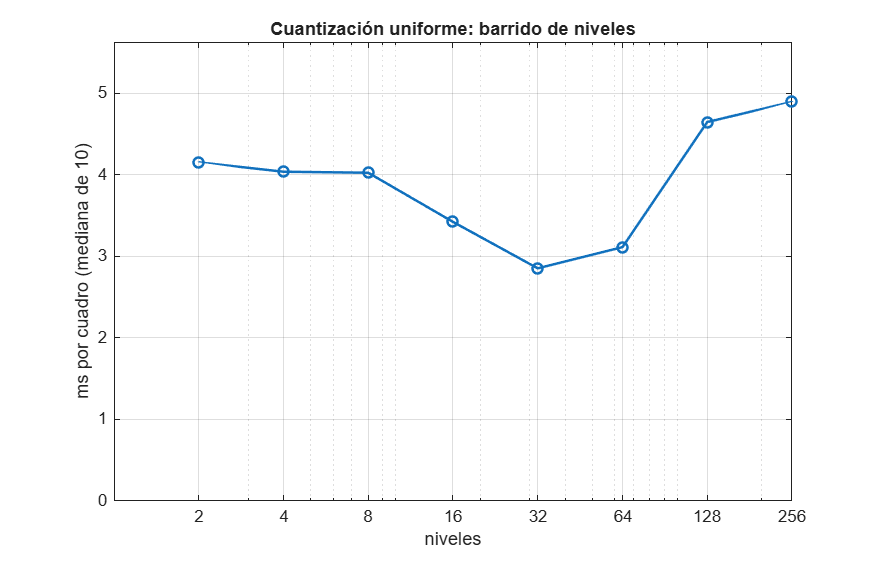 Cuantización uniforme: barrido de niveles
ms por cuadro (mediana de 10)
5
4
3
2
1
0
2 4 8 16 32 64 128 256
niveles